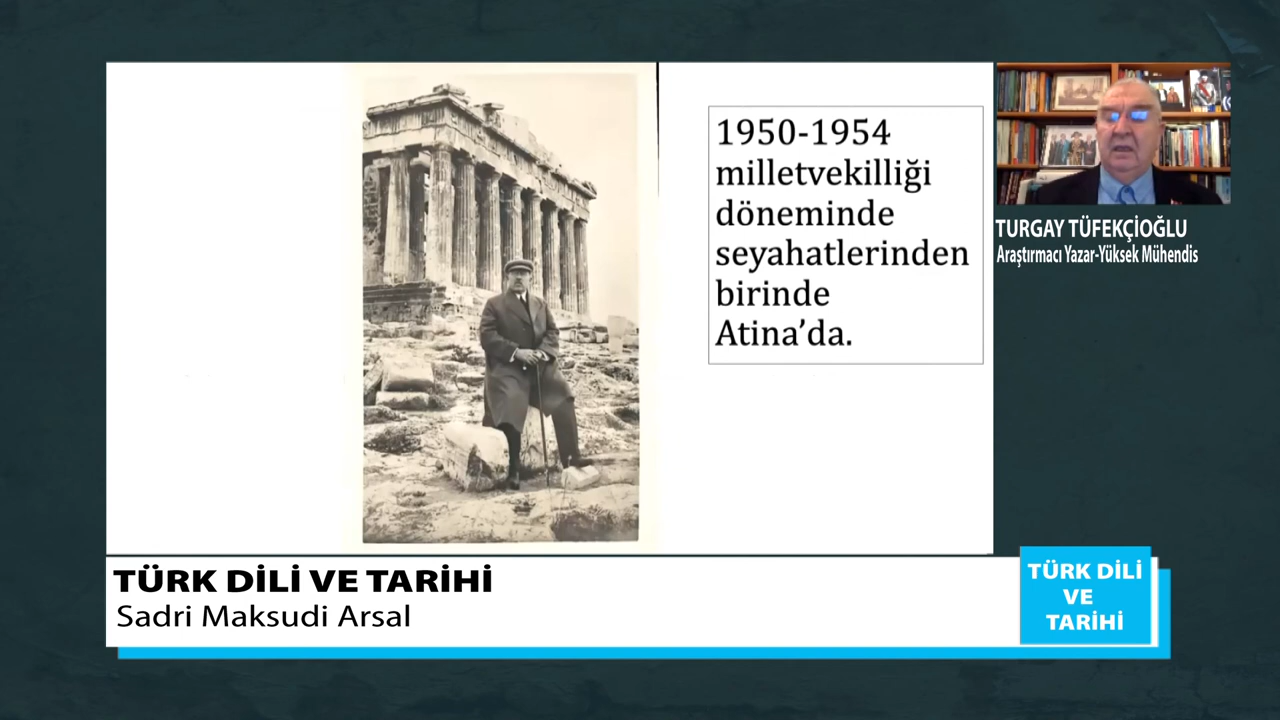 1950-1954
milletvekilliği
döneminde
seyahatlerinden
birinde
Atina’da.
TURGAY TÜFEKÇİOĞLU
Araştırmacı Yazar-Yüksek Mühendis
TÜRK DİLİ VE TARİHİ
Sadri Maksudi Arsal
TÜRK DİLİ
VE
TARİHİ